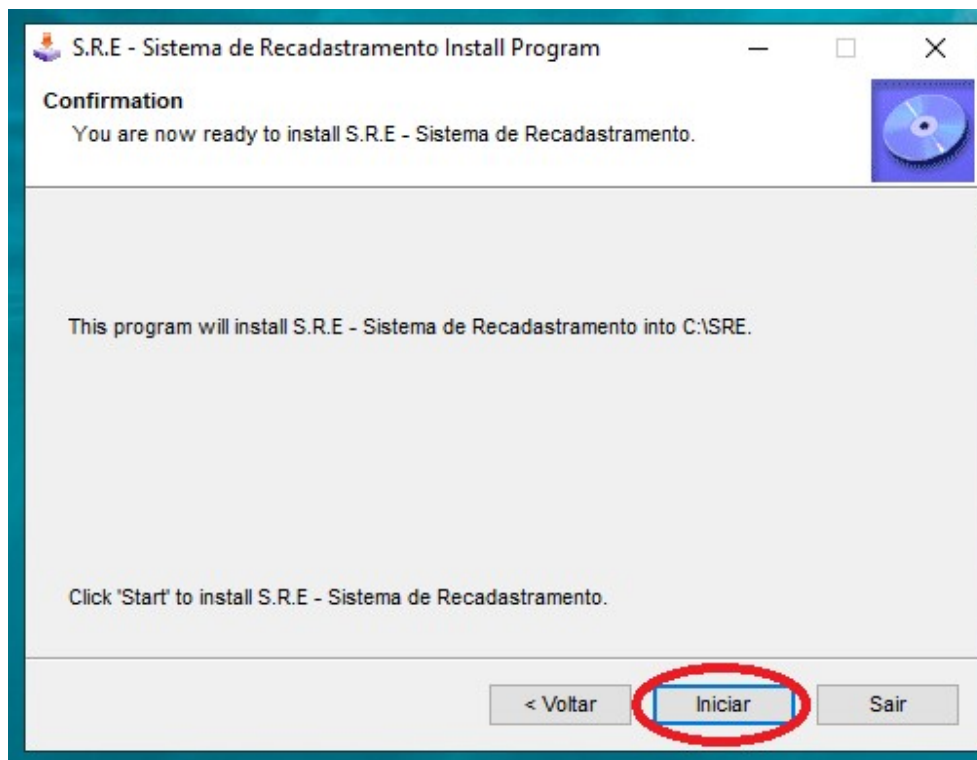 S.R.E - Sistema de Recadastramento Install Program
Confirmation
You are now ready to install S.R.E - Sistema de Recadastramento.
This program will install S.R.E - Sistema de Recadastramento into C:\SRE.
Click 'Start' to install S.R.E - Sistema de Recadastramento.
< Voltar Iniciar Sair